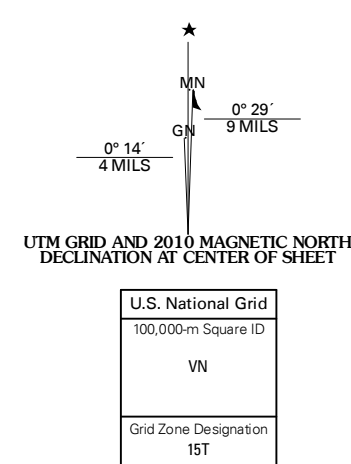 ★
MN
0° 29´
9 MILS
GN
0° 14´
4 MILS
UTM GRID AND 2010 MAGNETIC NORTH
DECLINATION AT CENTER OF SHEET
U.S. National Grid
100,000-m Square ID
VN
Grid Zone Designation
15T